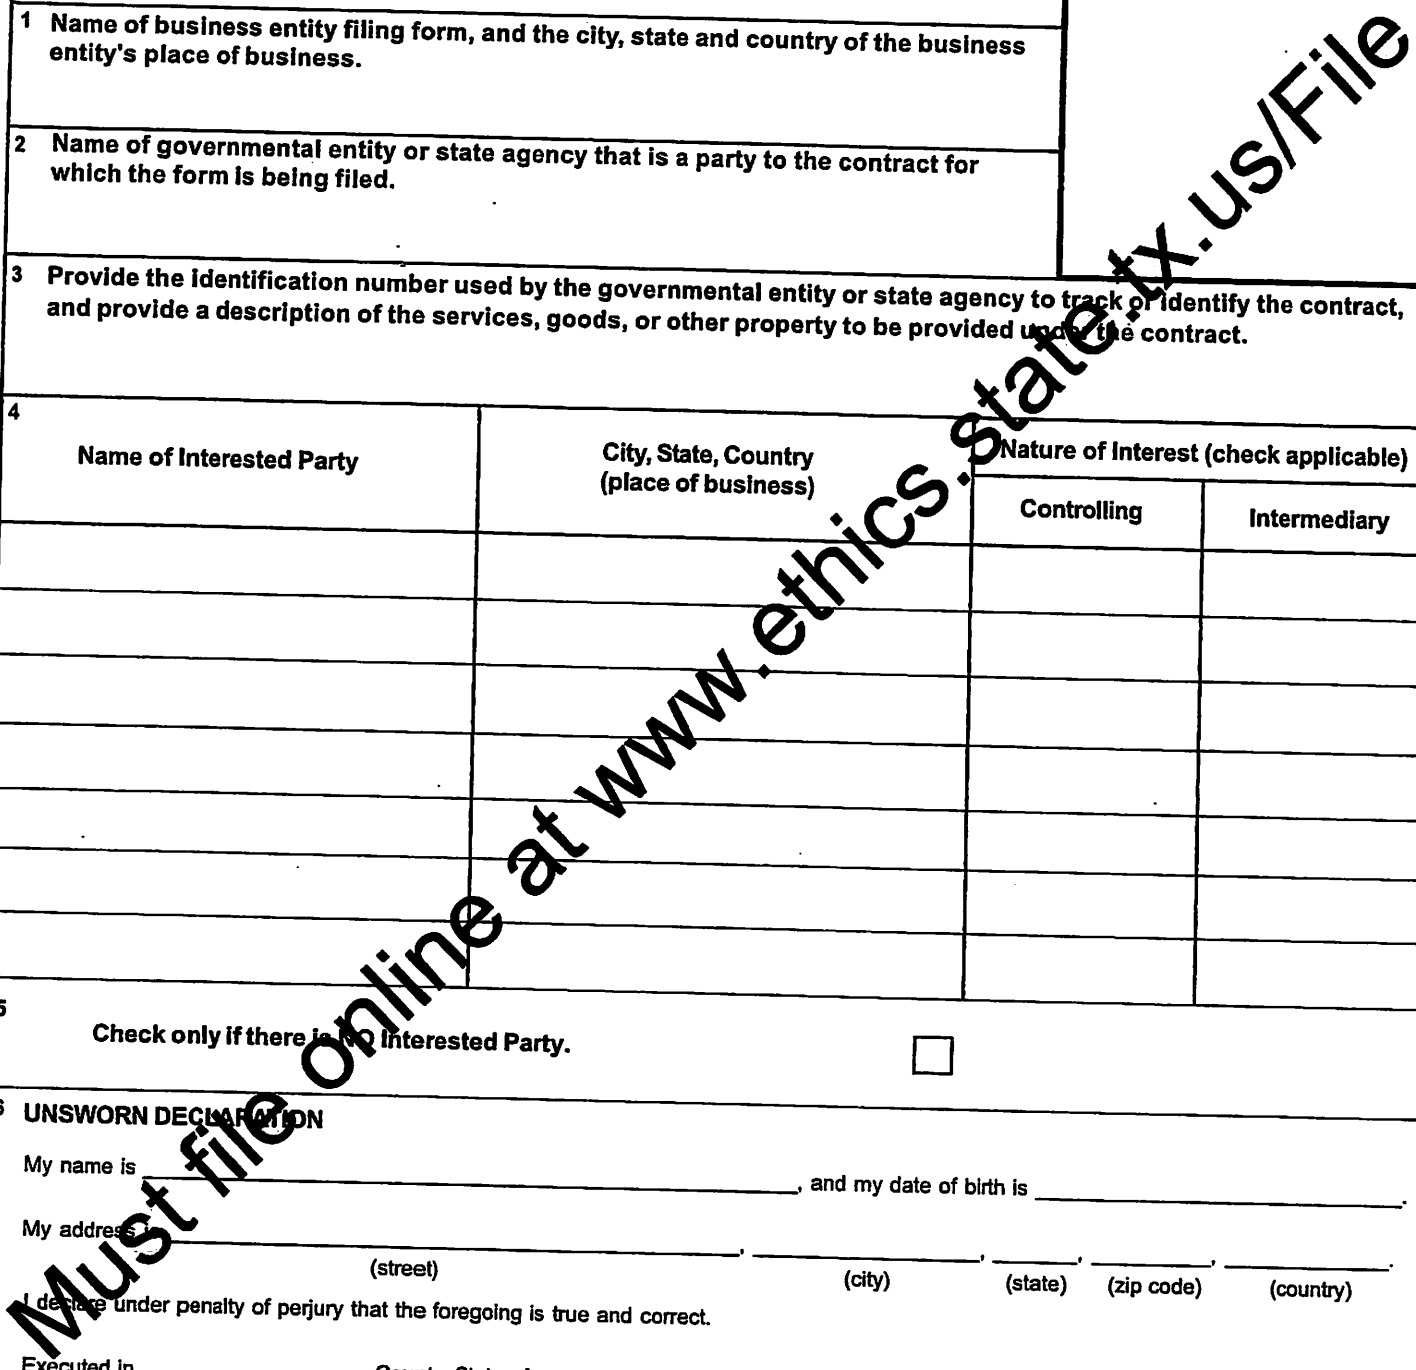 1 Name of business entity filing form, and the city, state and country of the business
entity's place of business.
2 Name of governmental entity or state agency that is a party to the contract for
which the form is being filed.
3 Provide the identification number used by the governmental entity or state agency to track or identify the contract,
and provide a description of the services, goods, or other property to be provided under the contract.
4
Name of Interested Party
City, State, Country
(place of business)
Nature of Interest (check applicable)
Controlling
Intermediary
5
Check only if there is NO Interested Party.
6 UNSWORN DECLARATION
My name is , and my date of birth is .
My address is , , , , .
(street) (city) (state) (zip code) (country)
I declare under penalty of perjury that the foregoing is true and correct.
Executed in
Must file online at www.ethics.state.tx.us/File